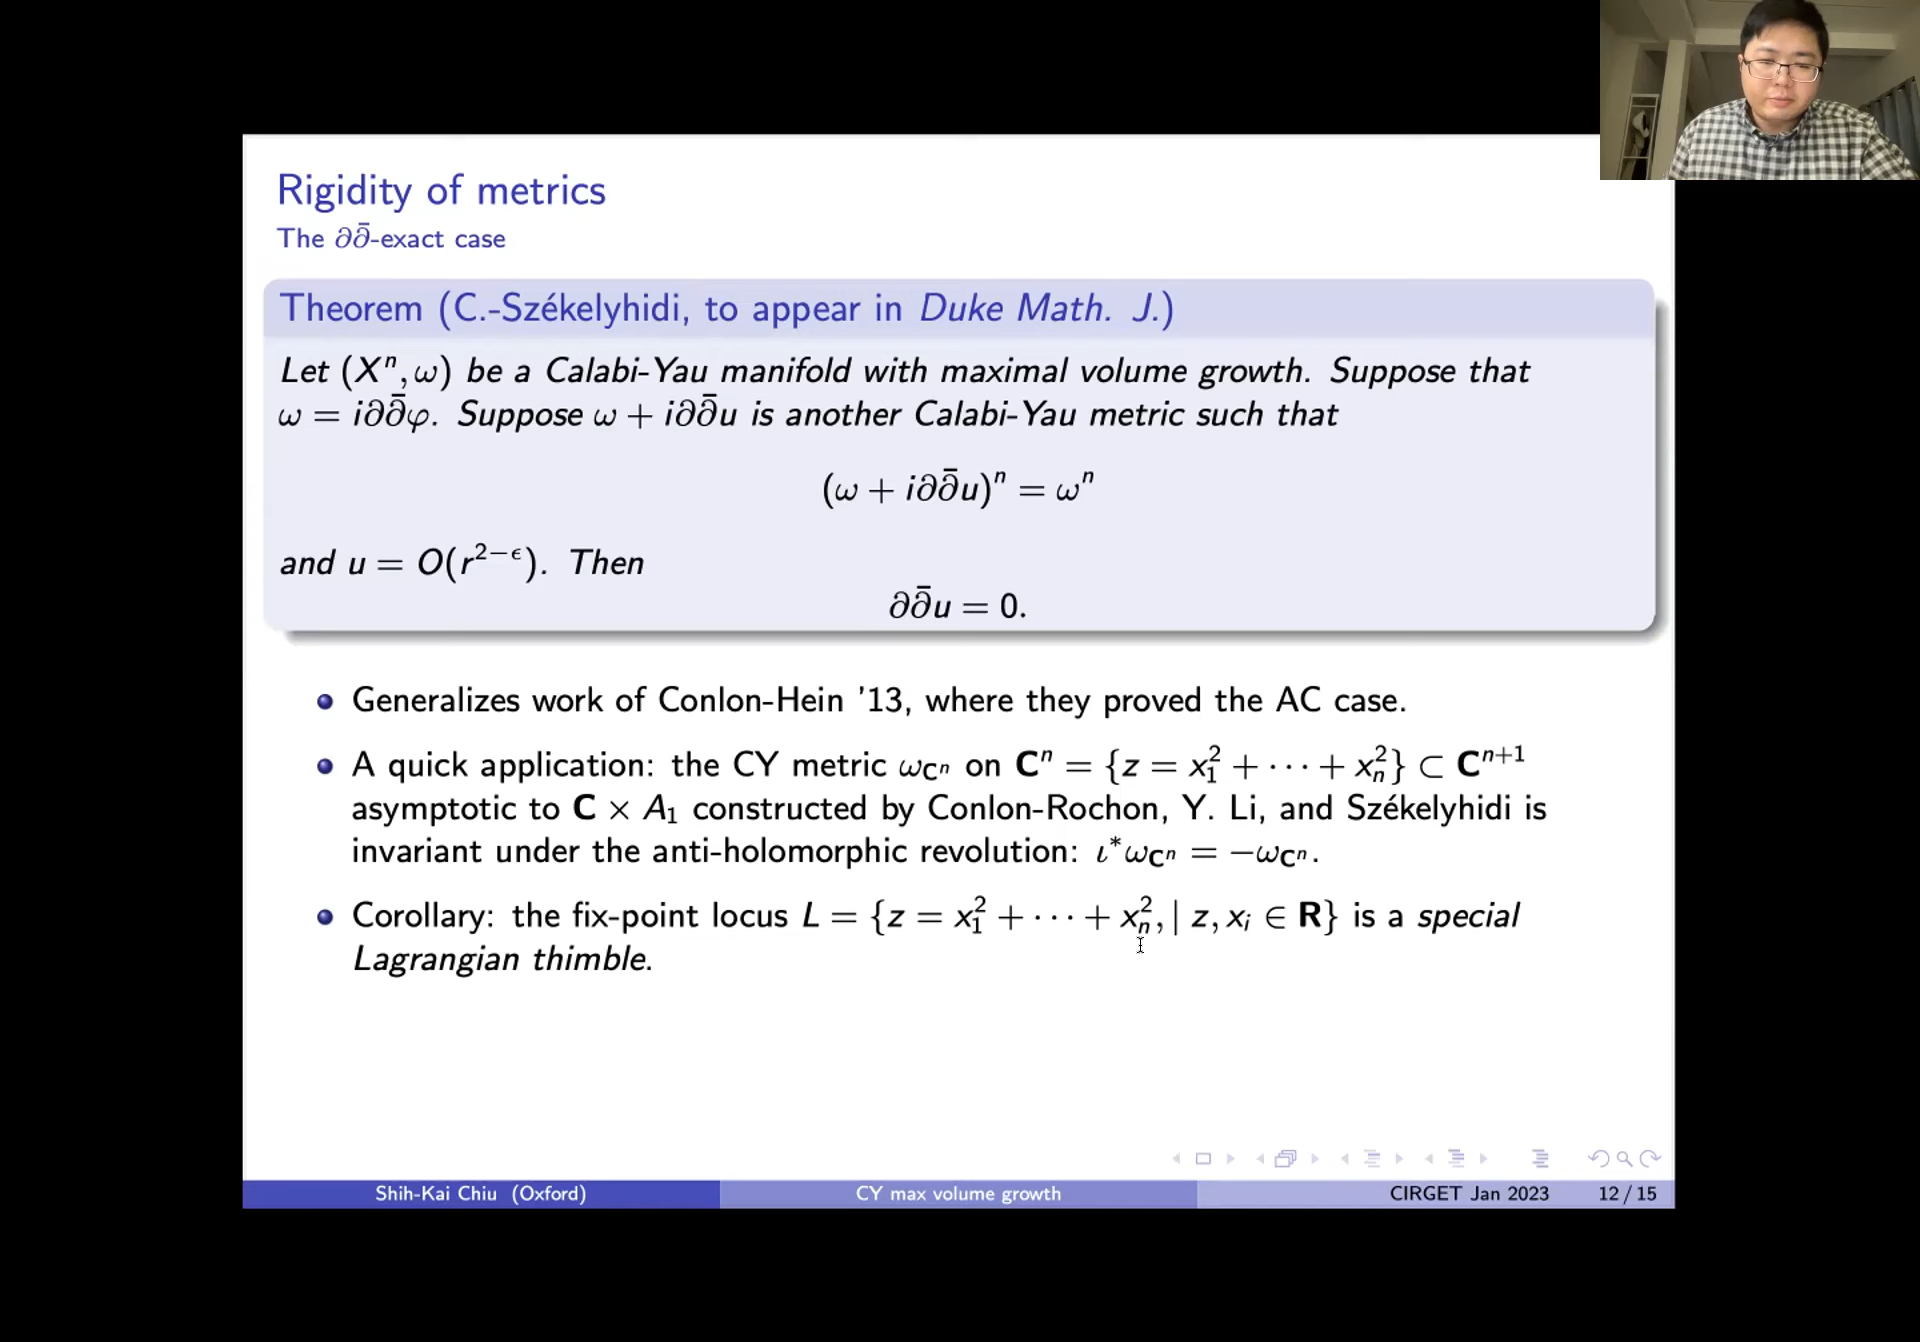 Rigidity of metrics
The ∂∂̄-exact case
Theorem (C.-Székelyhidi, to appear in Duke Math. J.)
Let (Xⁿ, ω) be a Calabi-Yau manifold with maximal volume growth. Suppose that
ω = i∂∂̄φ. Suppose ω + i∂∂̄u is another Calabi-Yau metric such that
(ω + i∂∂̄u)ⁿ = ωⁿ
and u = O(r^{2−ϵ}). Then
∂∂̄u = 0.
• Generalizes work of Conlon-Hein '13, where they proved the AC case.
• A quick application: the CY metric ω_{𝐂ⁿ} on 𝐂ⁿ = {z = x₁² + ⋯ + xₙ²} ⊂ 𝐂ⁿ⁺¹
asymptotic to 𝐂 × A₁ constructed by Conlon-Rochon, Y. Li, and Székelyhidi is
invariant under the anti-holomorphic revolution: ι*ω_{𝐂ⁿ} = −ω_{𝐂ⁿ}.
• Corollary: the fix-point locus L = {z = x₁² + ⋯ + xₙ², | z, xᵢ ∈ 𝐑} is a special
Lagrangian thimble.
Shih-Kai Chiu (Oxford) CY max volume growth CIRGET Jan 2023 12 / 15